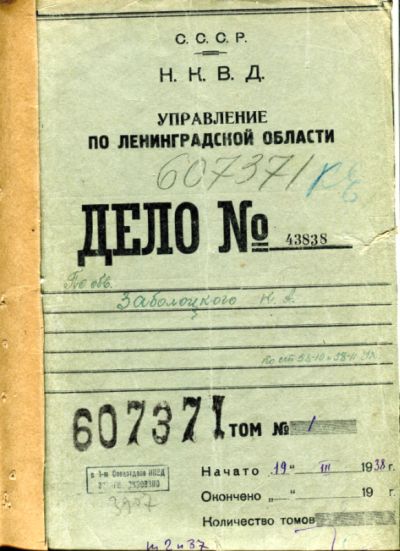 С. С. С. Р.
Н. К. В. Д.
УПРАВЛЕНИЕ
ПО ЛЕНИНГРАДСКОЙ ОБЛАСТИ
607371
ДЕЛО № 43838
По обв.
Заболоцкого Н. А.
По ст 58-10 и 58-11 УК
607371 ТОМ № 1
Начато „19“ III 1938 г.
Окончено „ “ 19 г.
Количество томов
3907